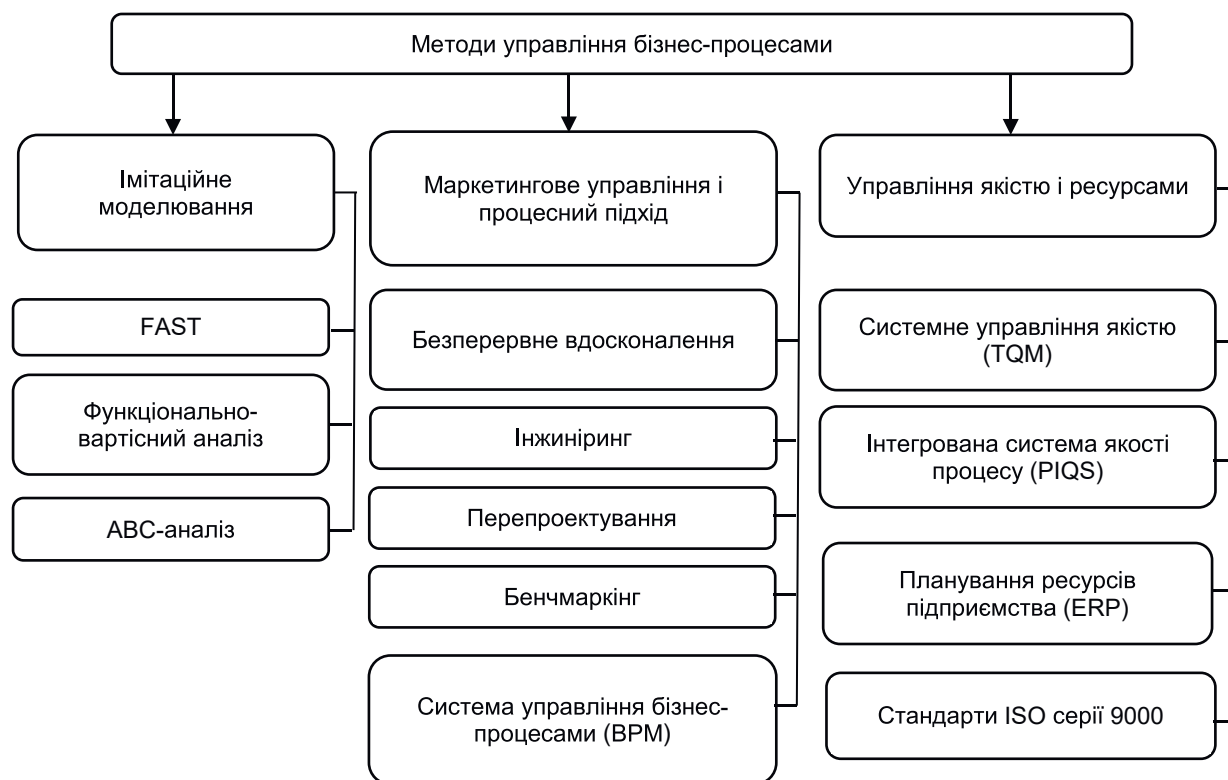 Методи управління бізнес-процесами
Імітаційне
моделювання
FAST
Функціонально-
вартісний аналіз
АВС-аналіз
Маркетингове управління і
процесний підхід
Безперервне вдосконалення
Інжиніринг
Перепроектування
Бенчмаркінг
Система управління бізнес-
процесами (BPM)
Управління якістю і ресурсами
Системне управління якістю
(TQM)
Інтегрована система якості
процесу (PIQS)
Планування ресурсів
підприємства (ERP)
Стандарти ISO серії 9000